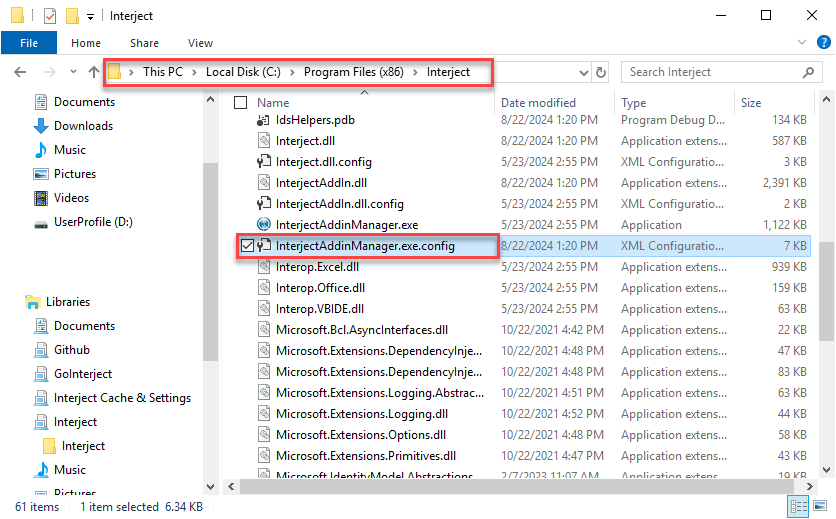 Interject
File Home Share View
This PC Local Disk (C:) Program Files (x86) Interject
Search Interject
Documents
Downloads
Music
Pictures
Videos
UserProfile (D:)
Libraries
Documents
Github
GoInterject
Interject Cache & Settings
Interject
Interject
Music
Pictures
Name Date modified Type Size
IdsHelpers.pdb 8/22/2024 1:20 PM Program Debug D... 134 KB
Interject.dll 8/22/2024 1:20 PM Application extens... 587 KB
Interject.dll.config 5/23/2024 2:55 PM XML Configuratio... 3 KB
InterjectAddIn.dll 8/22/2024 1:20 PM Application extens... 2,391 KB
InterjectAddIn.dll.config 5/23/2024 2:55 PM XML Configuratio... 2 KB
InterjectAddinManager.exe 5/23/2024 2:55 PM Application 1,122 KB
InterjectAddinManager.exe.config 8/22/2024 1:20 PM XML Configuratio... 7 KB
Interop.Excel.dll 5/23/2024 2:55 PM Application extens... 939 KB
Interop.Office.dll 5/23/2024 2:55 PM Application extens... 159 KB
Interop.VBIDE.dll 5/23/2024 2:55 PM Application extens... 63 KB
Microsoft.Bcl.AsyncInterfaces.dll 10/22/2021 4:42 PM Application extens... 22 KB
Microsoft.Extensions.DependencyInje... 10/22/2021 4:48 PM Application extens... 47 KB
Microsoft.Extensions.DependencyInje... 10/22/2021 4:48 PM Application extens... 83 KB
Microsoft.Extensions.Logging.Abstrac... 10/22/2021 4:51 PM Application extens... 63 KB
Microsoft.Extensions.Logging.dll 10/22/2021 4:52 PM Application extens... 44 KB
Microsoft.Extensions.Options.dll 10/22/2021 4:48 PM Application extens... 58 KB
Microsoft.Extensions.Primitives.dll 10/22/2021 4:43 PM Application extens... 43 KB
Microsoft.IdentityModel.Abstractions 2/7/2023 11:07 AM Application extens... 19 KB
61 items 1 item selected 6.34 KB